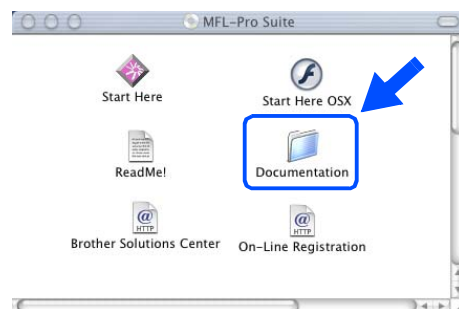 MFL-Pro Suite
Start Here
Start Here OSX
ReadMe!
Documentation
@
HTTP
@
HTTP
Brother Solutions Center
On-Line Registration